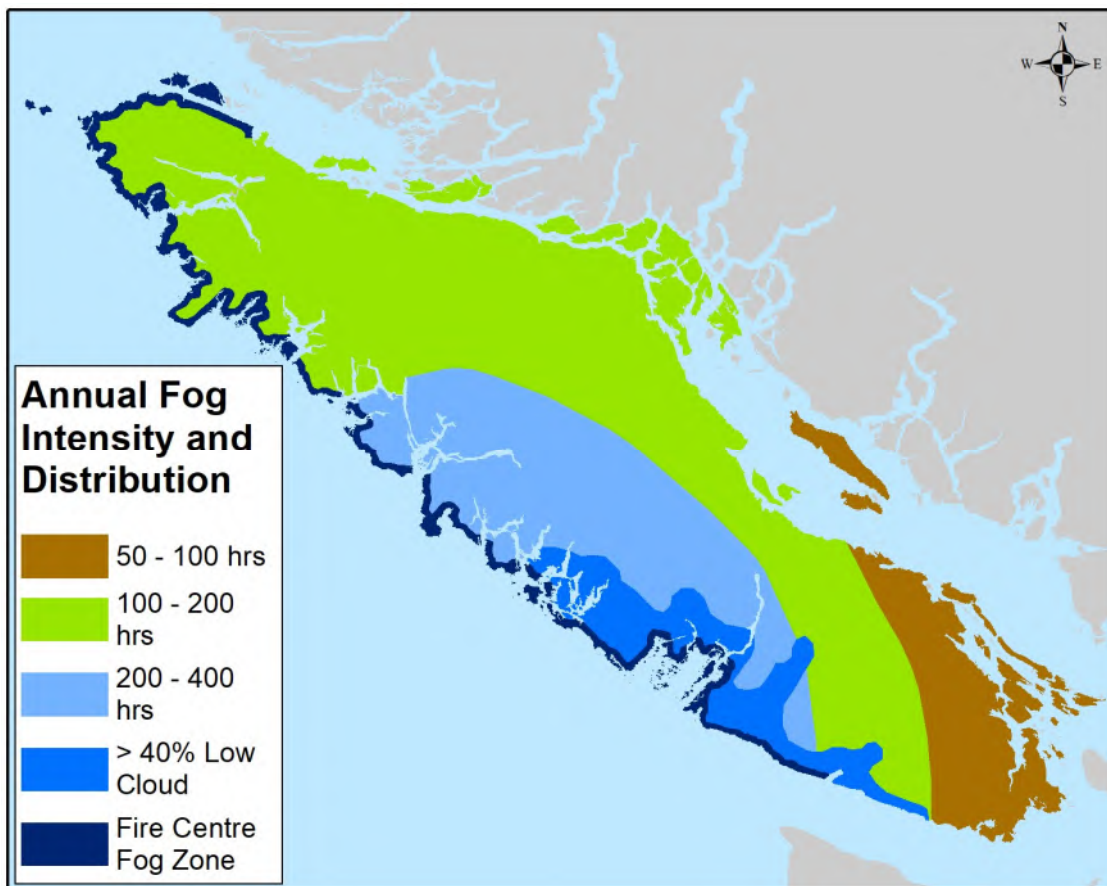 N
W E
S
Annual Fog
Intensity and
Distribution
50 - 100 hrs
100 - 200
hrs
200 - 400
hrs
> 40% Low
Cloud
Fire Centre
Fog Zone